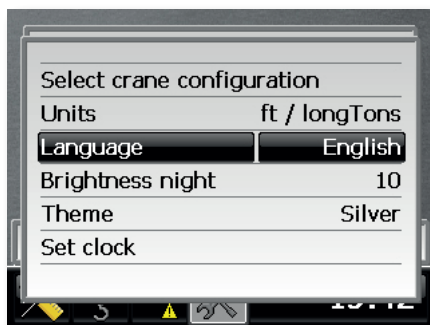 Select crane configuration
Units ft / longTons
Language English
Brightness night 10
Theme Silver
Set clock